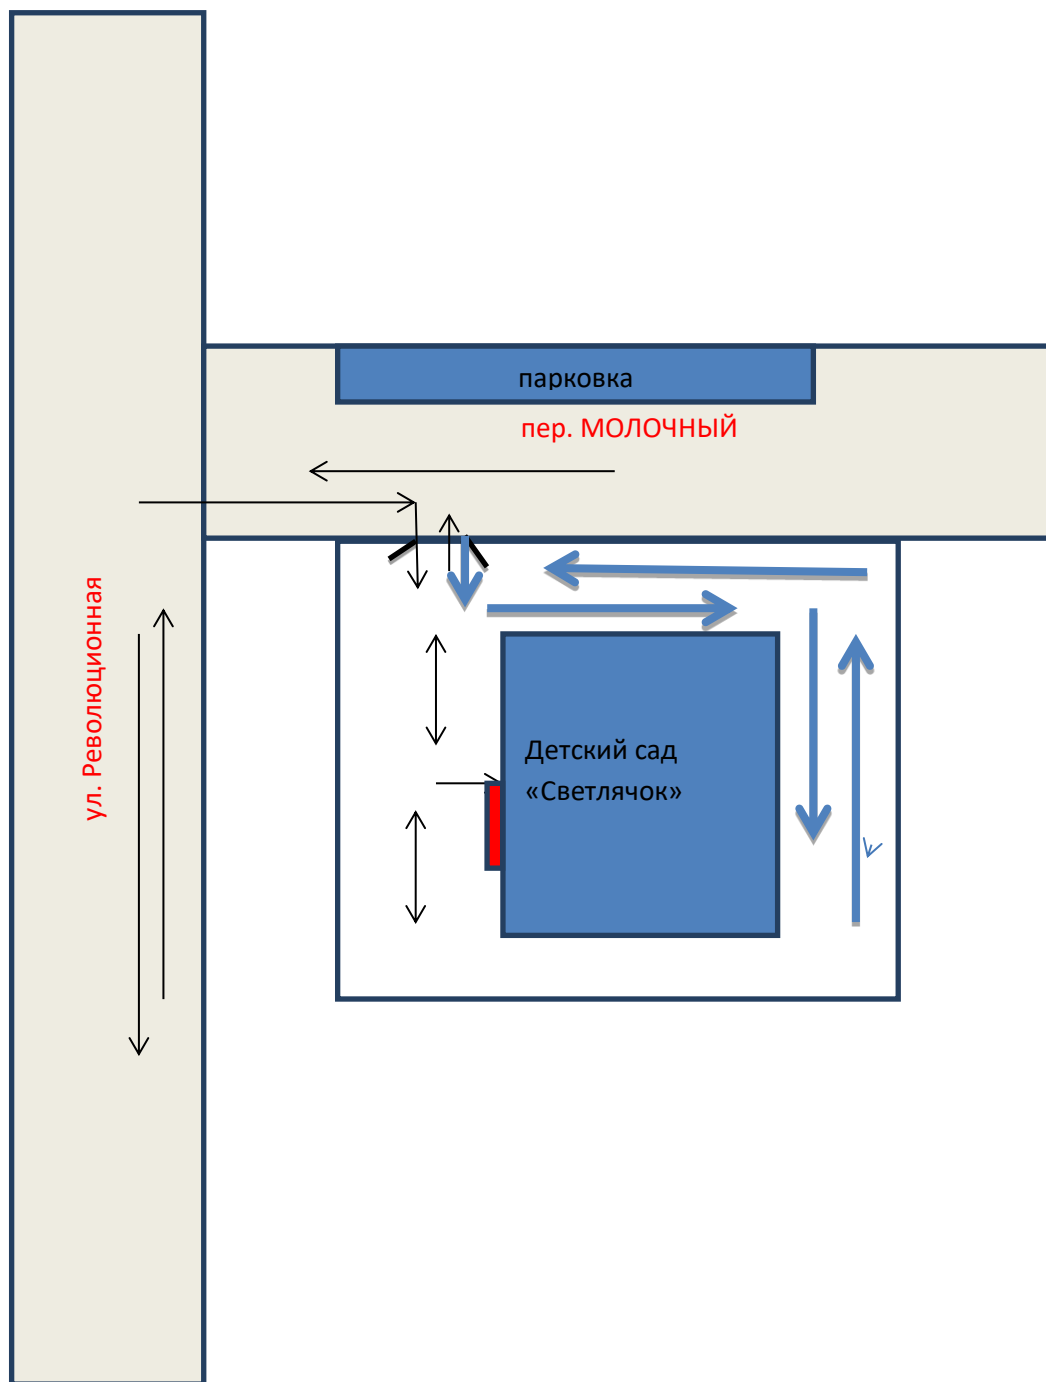 парковка
пер. МОЛОЧНЫЙ
ул. Революционная
Детский сад
«Светлячок»